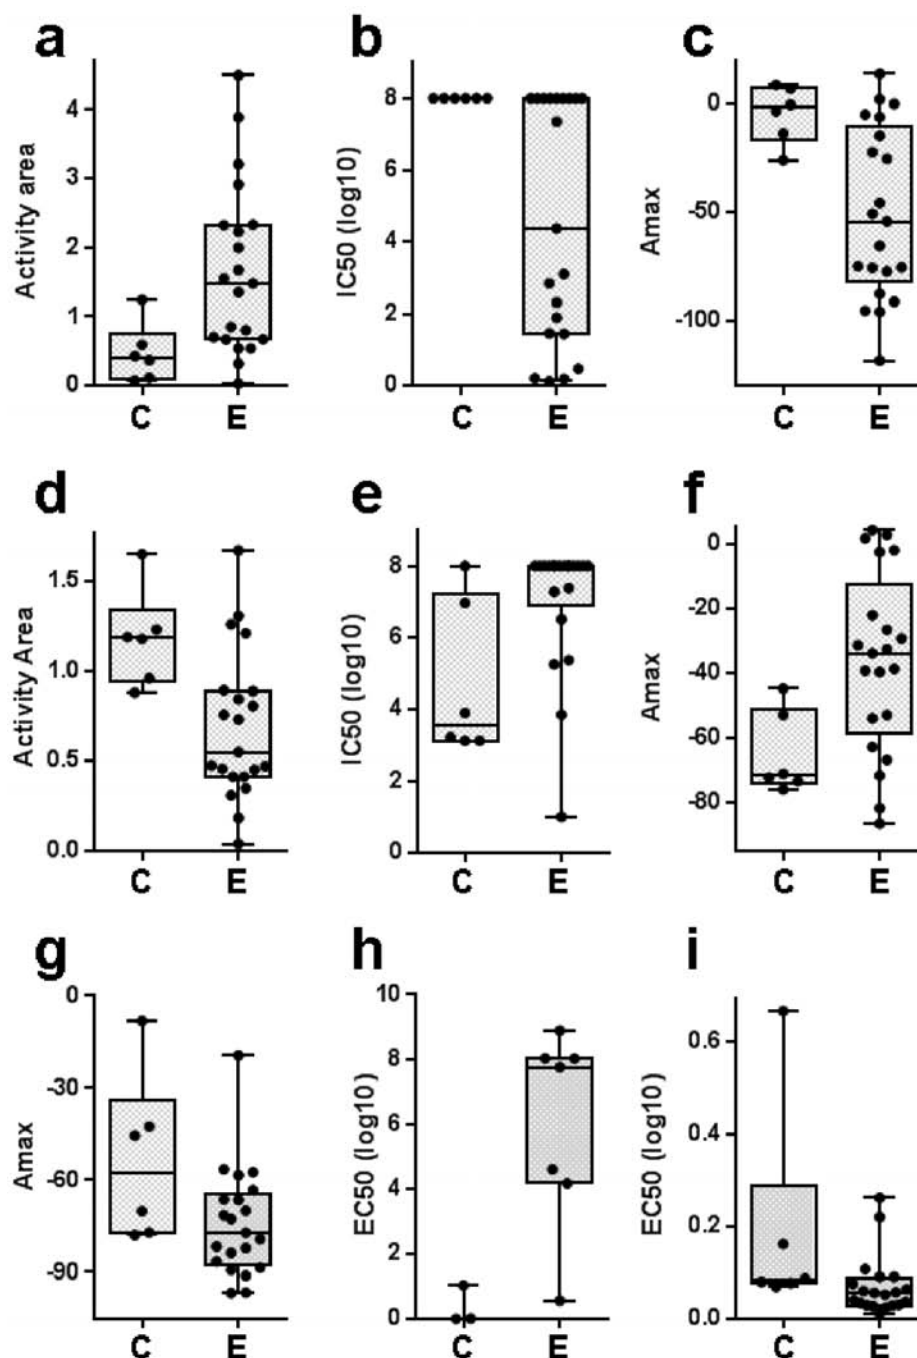 a
b
c
Activity area
4
3
2
1
0
C
E
IC50 (log10)
8
6
4
2
0
C
E
Amax
0
-50
-100
C
E
d
e
f
Activity Area
1.5
1.0
0.5
0.0
C
E
IC50 (log10)
8
6
4
2
0
C
E
Amax
0
-20
-40
-60
-80
C
E
g
h
i
Amax
0
-30
-60
-90
C
E
EC50 (log10)
10
8
6
4
2
0
C
E
EC50 (log10)
0.6
0.4
0.2
0.0
C
E